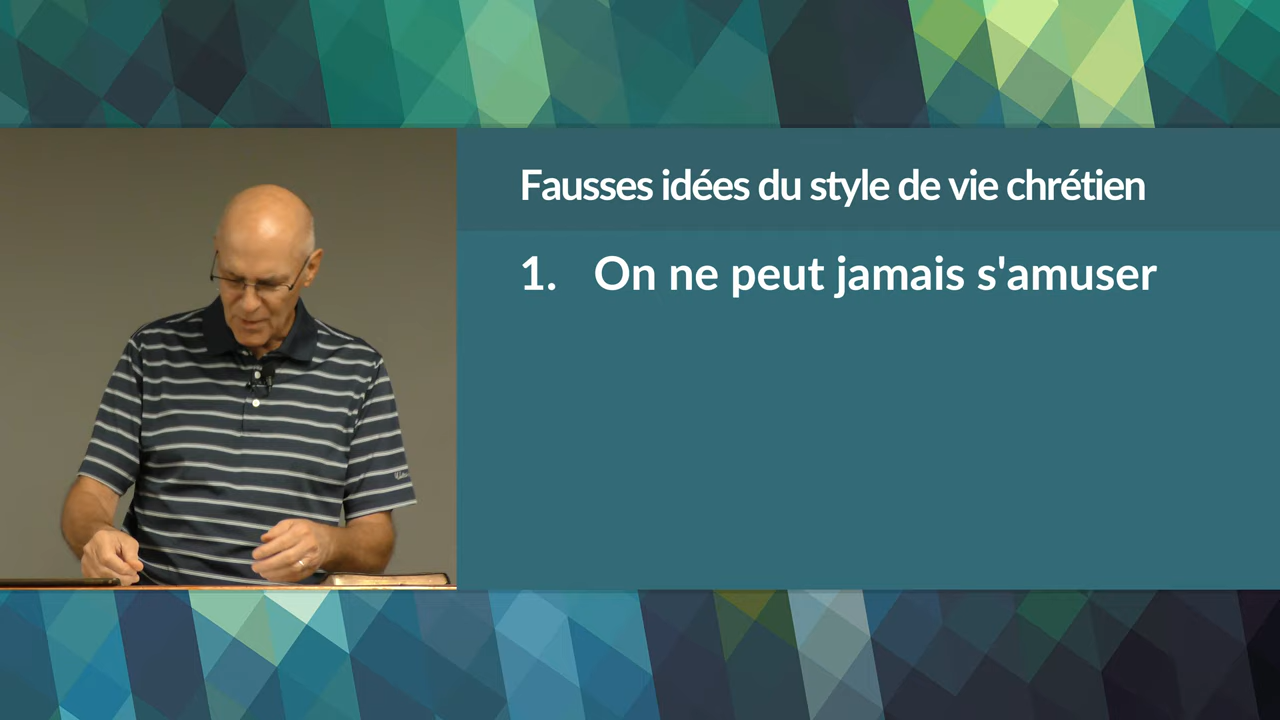 Fausses idées du style de vie chrétien
1. On ne peut jamais s'amuser